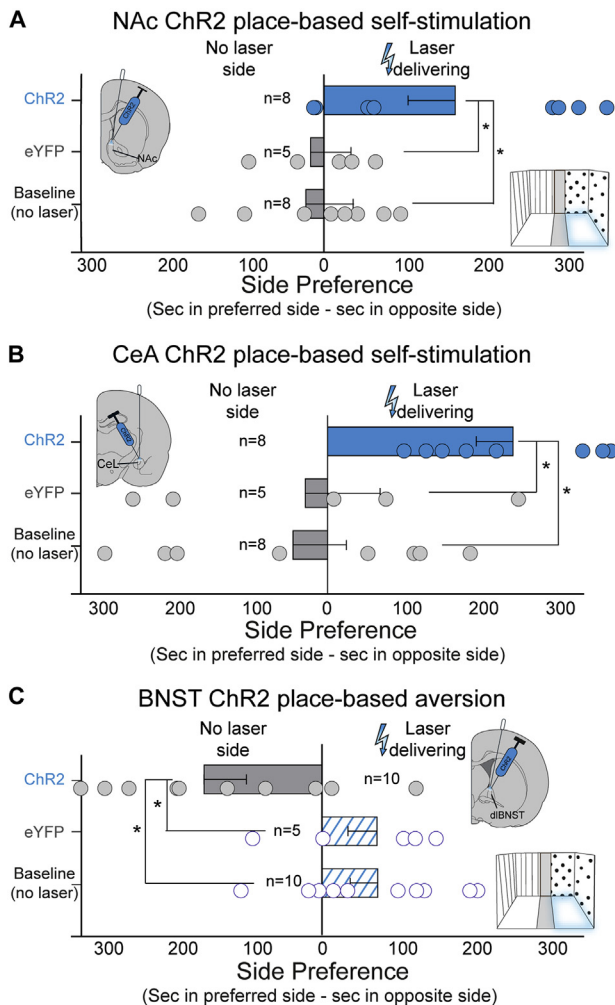 A
NAc ChR2 place-based self-stimulation
No laser
side
Laser
delivering
ChR2
n=8
ChR2
NAc
eYFP
n=5
*
*
Baseline
(no laser)
n=8
300 200 100 0 100 200 300
Side Preference
(Sec in preferred side - sec in opposite side)
B
CeA ChR2 place-based self-stimulation
No laser
side
Laser
delivering
ChR2
n=8
ChR2
CeL
eYFP
n=5
*
*
Baseline
(no laser)
n=8
300 200 100 0 100 200 300
Side Preference
(Sec in preferred side - sec in opposite side)
C
BNST ChR2 place-based aversion
No laser
side
Laser
delivering
ChR2
n=10
ChR2
dlBNST
*
*
eYFP
n=5
Baseline
(no laser)
n=10
300 200 100 0 100 200 300
Side Preference
(Sec in preferred side - sec in opposite side)